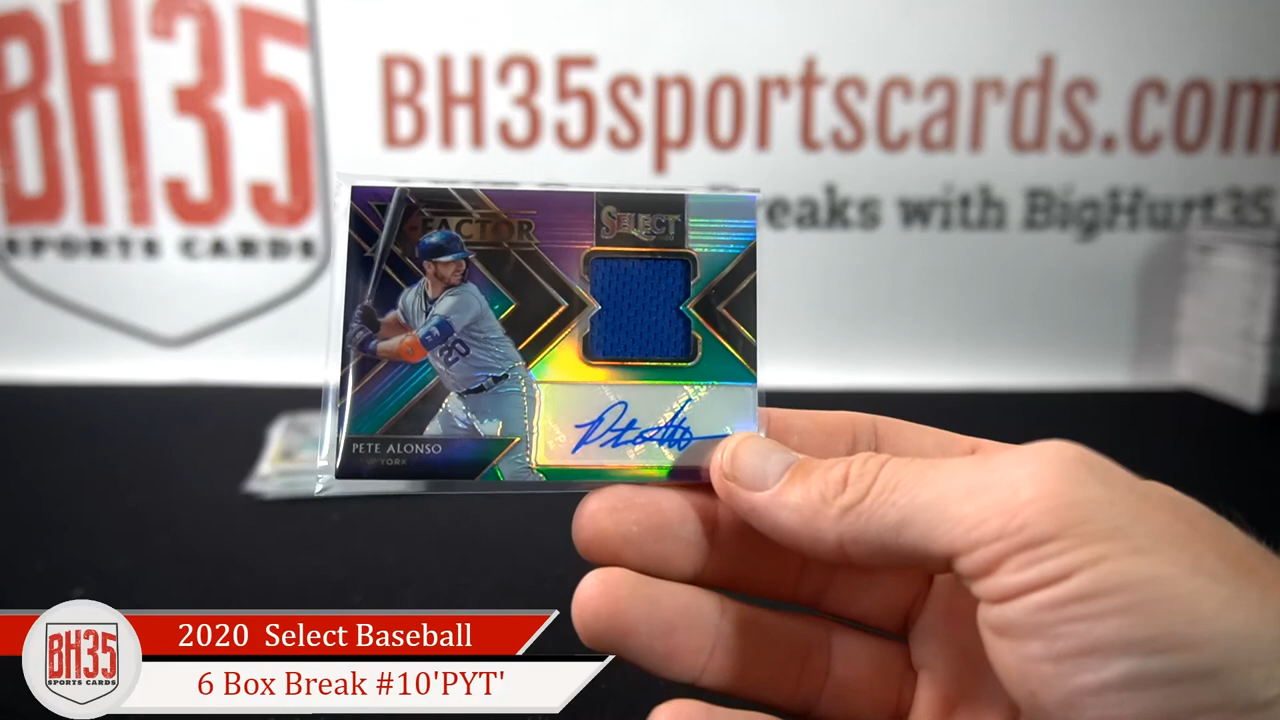 BH35
SPORTS CARDS
BH35sportscards.com
reaks with BigHurt35
FACTOR
SELECT
20
PETE ALONSO
YORK
BH35
SPORTS CARDS
2020 Select Baseball
6 Box Break #10'PYT'